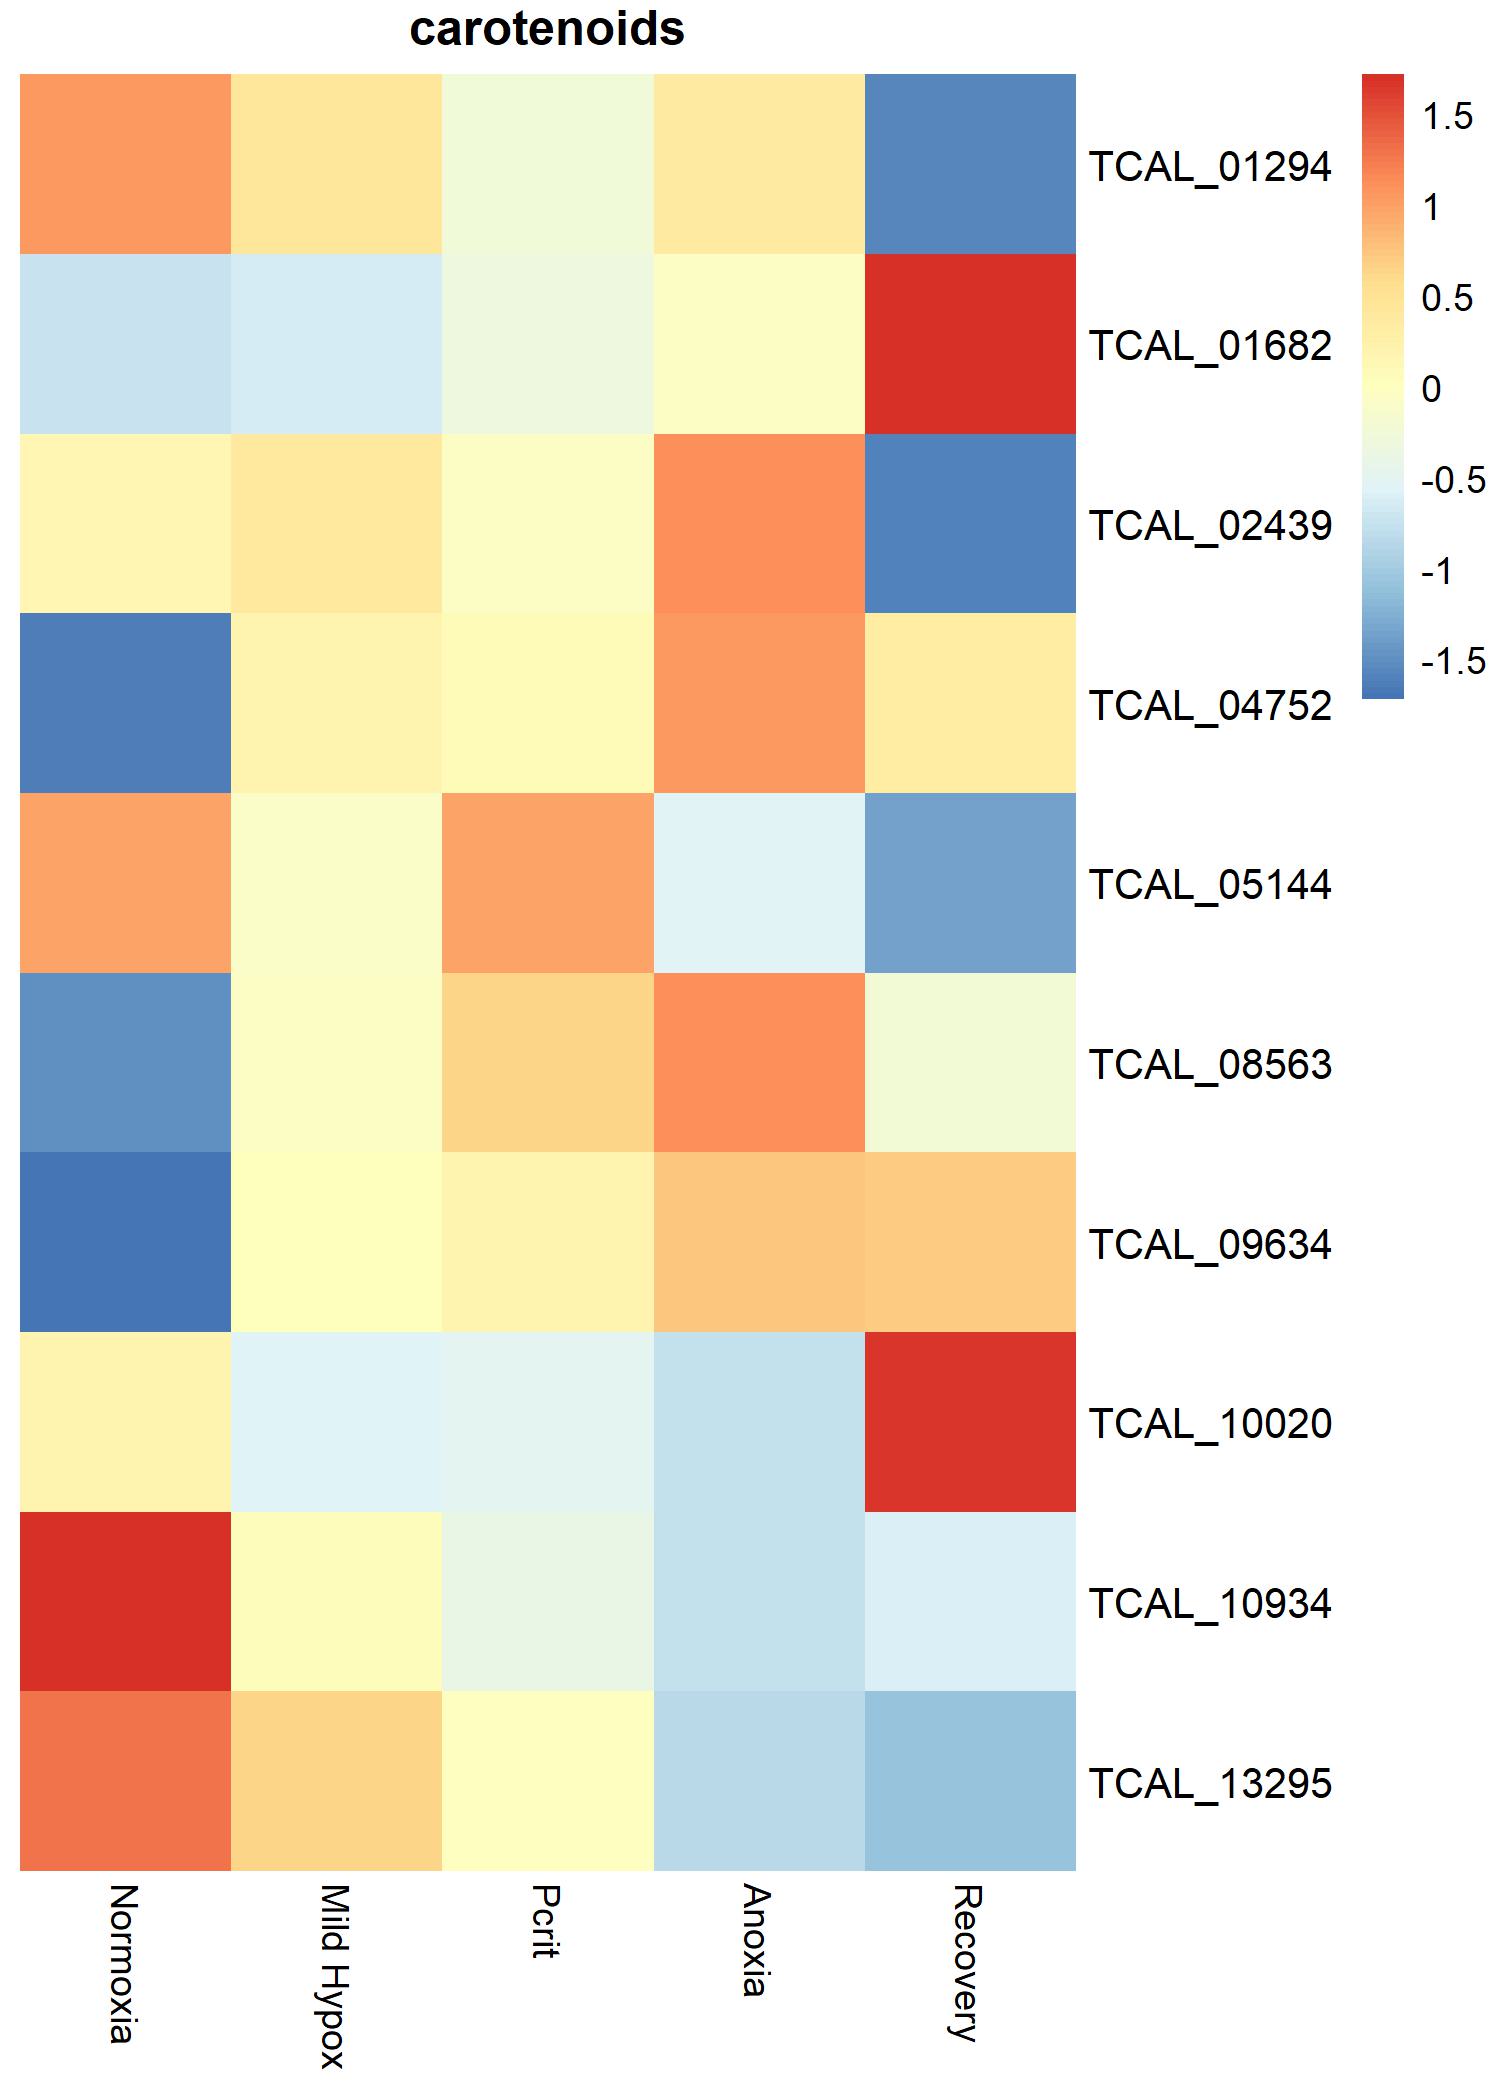 carotenoids
TCAL_01294
TCAL_01682
TCAL_02439
TCAL_04752
TCAL_05144
TCAL_08563
TCAL_09634
TCAL_10020
TCAL_10934
TCAL_13295
1.5
1
0.5
0
-0.5
-1
-1.5
Normoxia
Mild Hypox
Pcrit
Anoxia
Recovery